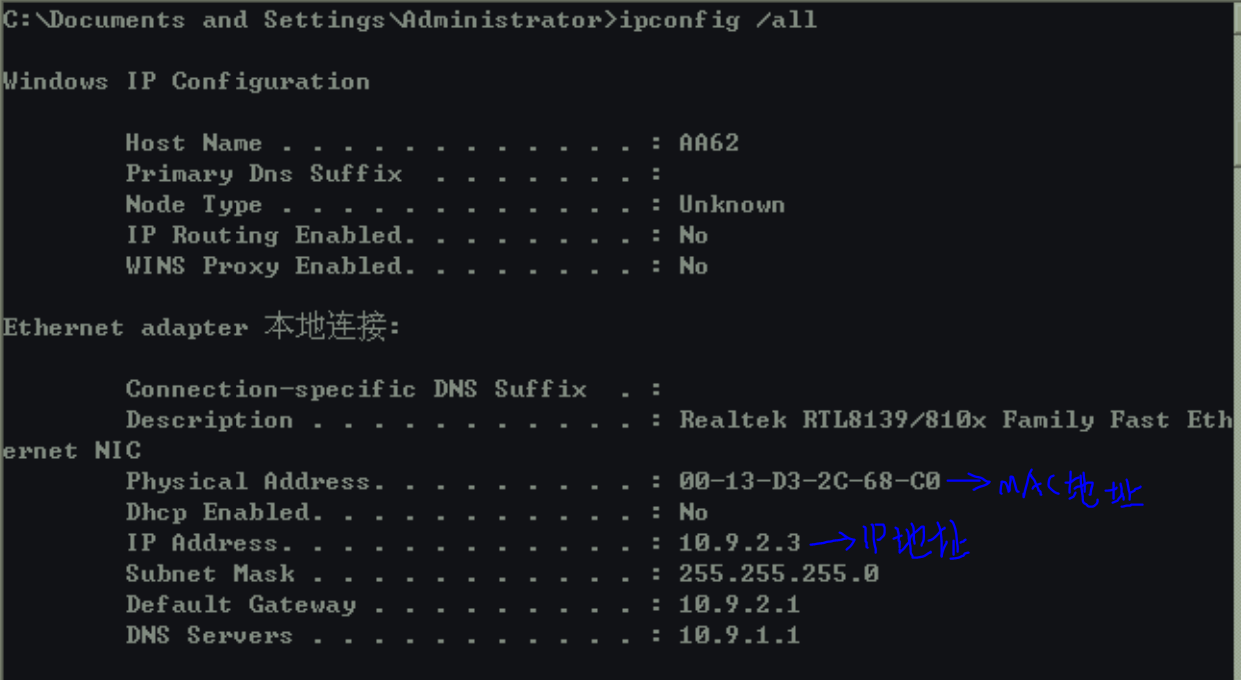 C:\Documents and Settings\Administrator>ipconfig /all
Windows IP Configuration
Host Name . . . . . . . . . . . . : AA62
Primary Dns Suffix  . . . . . . . :
Node Type . . . . . . . . . . . . : Unknown
IP Routing Enabled. . . . . . . . : No
WINS Proxy Enabled. . . . . . . . : No
Ethernet adapter 本地连接:
Connection-specific DNS Suffix  . :
Description . . . . . . . . . . . : Realtek RTL8139/810x Family Fast Eth
ernet NIC
Physical Address. . . . . . . . . : 00-13-D3-2C-68-C0 → MAC地址
Dhcp Enabled. . . . . . . . . . . : No
IP Address. . . . . . . . . . . . : 10.9.2.3 → IP地址
Subnet Mask . . . . . . . . . . . : 255.255.255.0
Default Gateway . . . . . . . . . : 10.9.2.1
DNS Servers . . . . . . . . . . . : 10.9.1.1